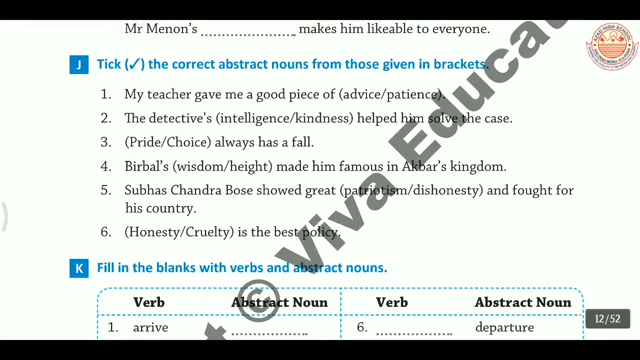 Mr Menon's ........................ makes him likeable to everyone.
J Tick (✓) the correct abstract nouns from those given in brackets.
1. My teacher gave me a good piece of (advice/patience).
2. The detective's (intelligence/kindness) helped him solve the case.
3. (Pride/Choice) always has a fall.
4. Birbal's (wisdom/height) made him famous in Akbar's kingdom.
5. Subhas Chandra Bose showed great (patriotism/dishonesty) and fought for
his country.
6. (Honesty/Cruelty) is the best policy.
K Fill in the blanks with verbs and abstract nouns.
Verb Abstract Noun Verb Abstract Noun
1. arrive .................... 6. .................... departure
12/52
© Viva Educat